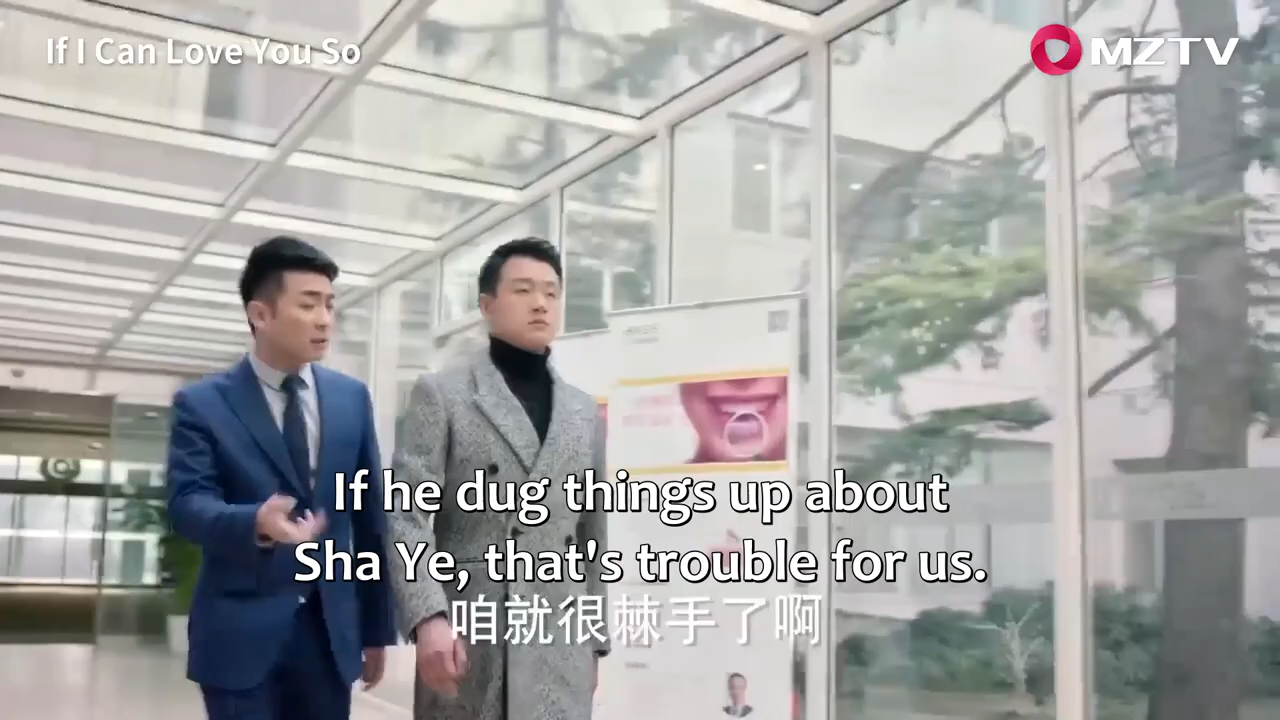 If I Can Love You So
MZTV
If he dug things up about
Sha Ye, that's trouble for us.
咱就很棘手了啊